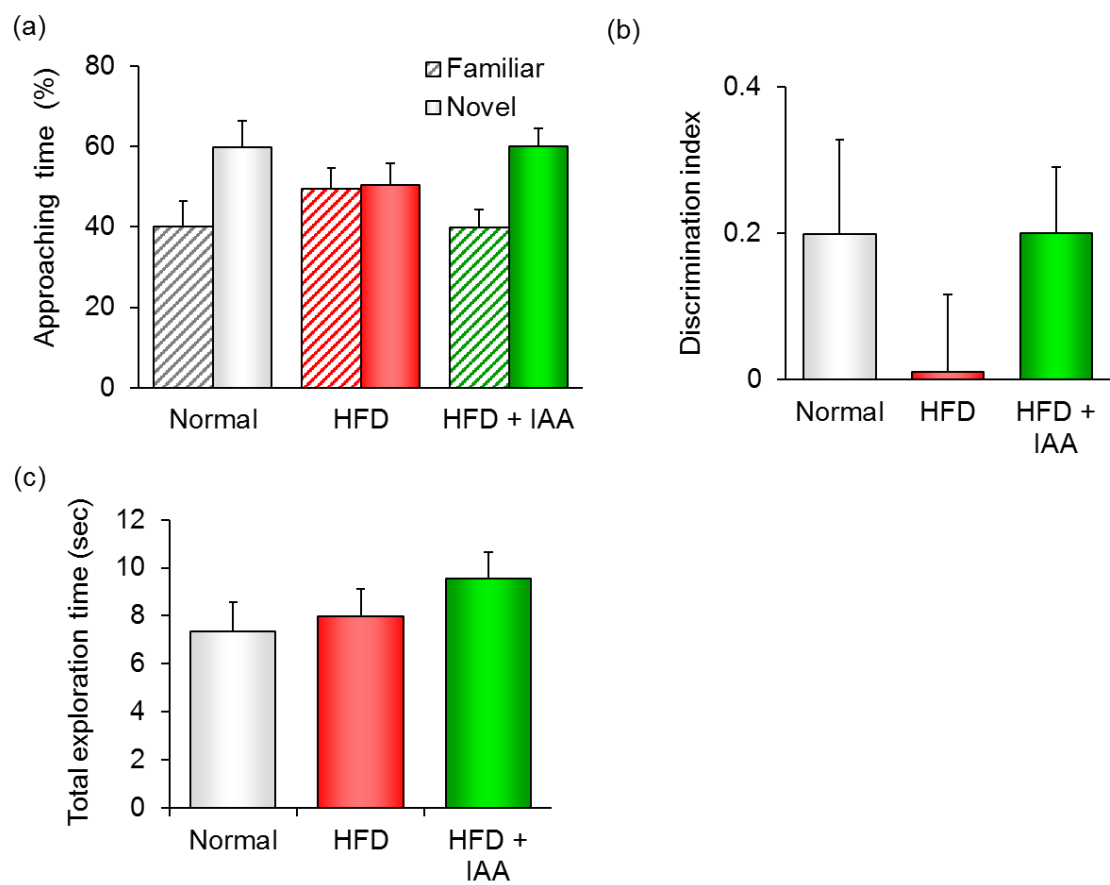 (a)
Approaching time (%)
80
60
40
20
0
Familiar
Novel
Normal
HFD
HFD + IAA
(b)
Discrimination index
0.4
0.2
0
Normal
HFD
HFD +
IAA
(c)
Total exploration time (sec)
12
10
8
6
4
2
0
Normal
HFD
HFD +
IAA